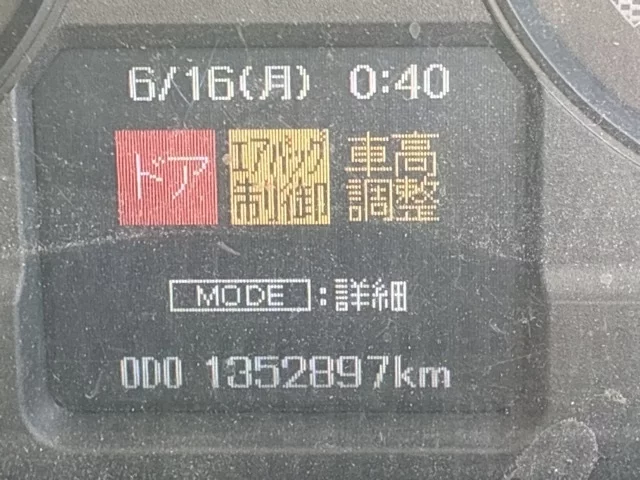 6/16(月) 0:40
ドア エアバッグ制御 車高調整
MODE:詳細
ODO 1352897km